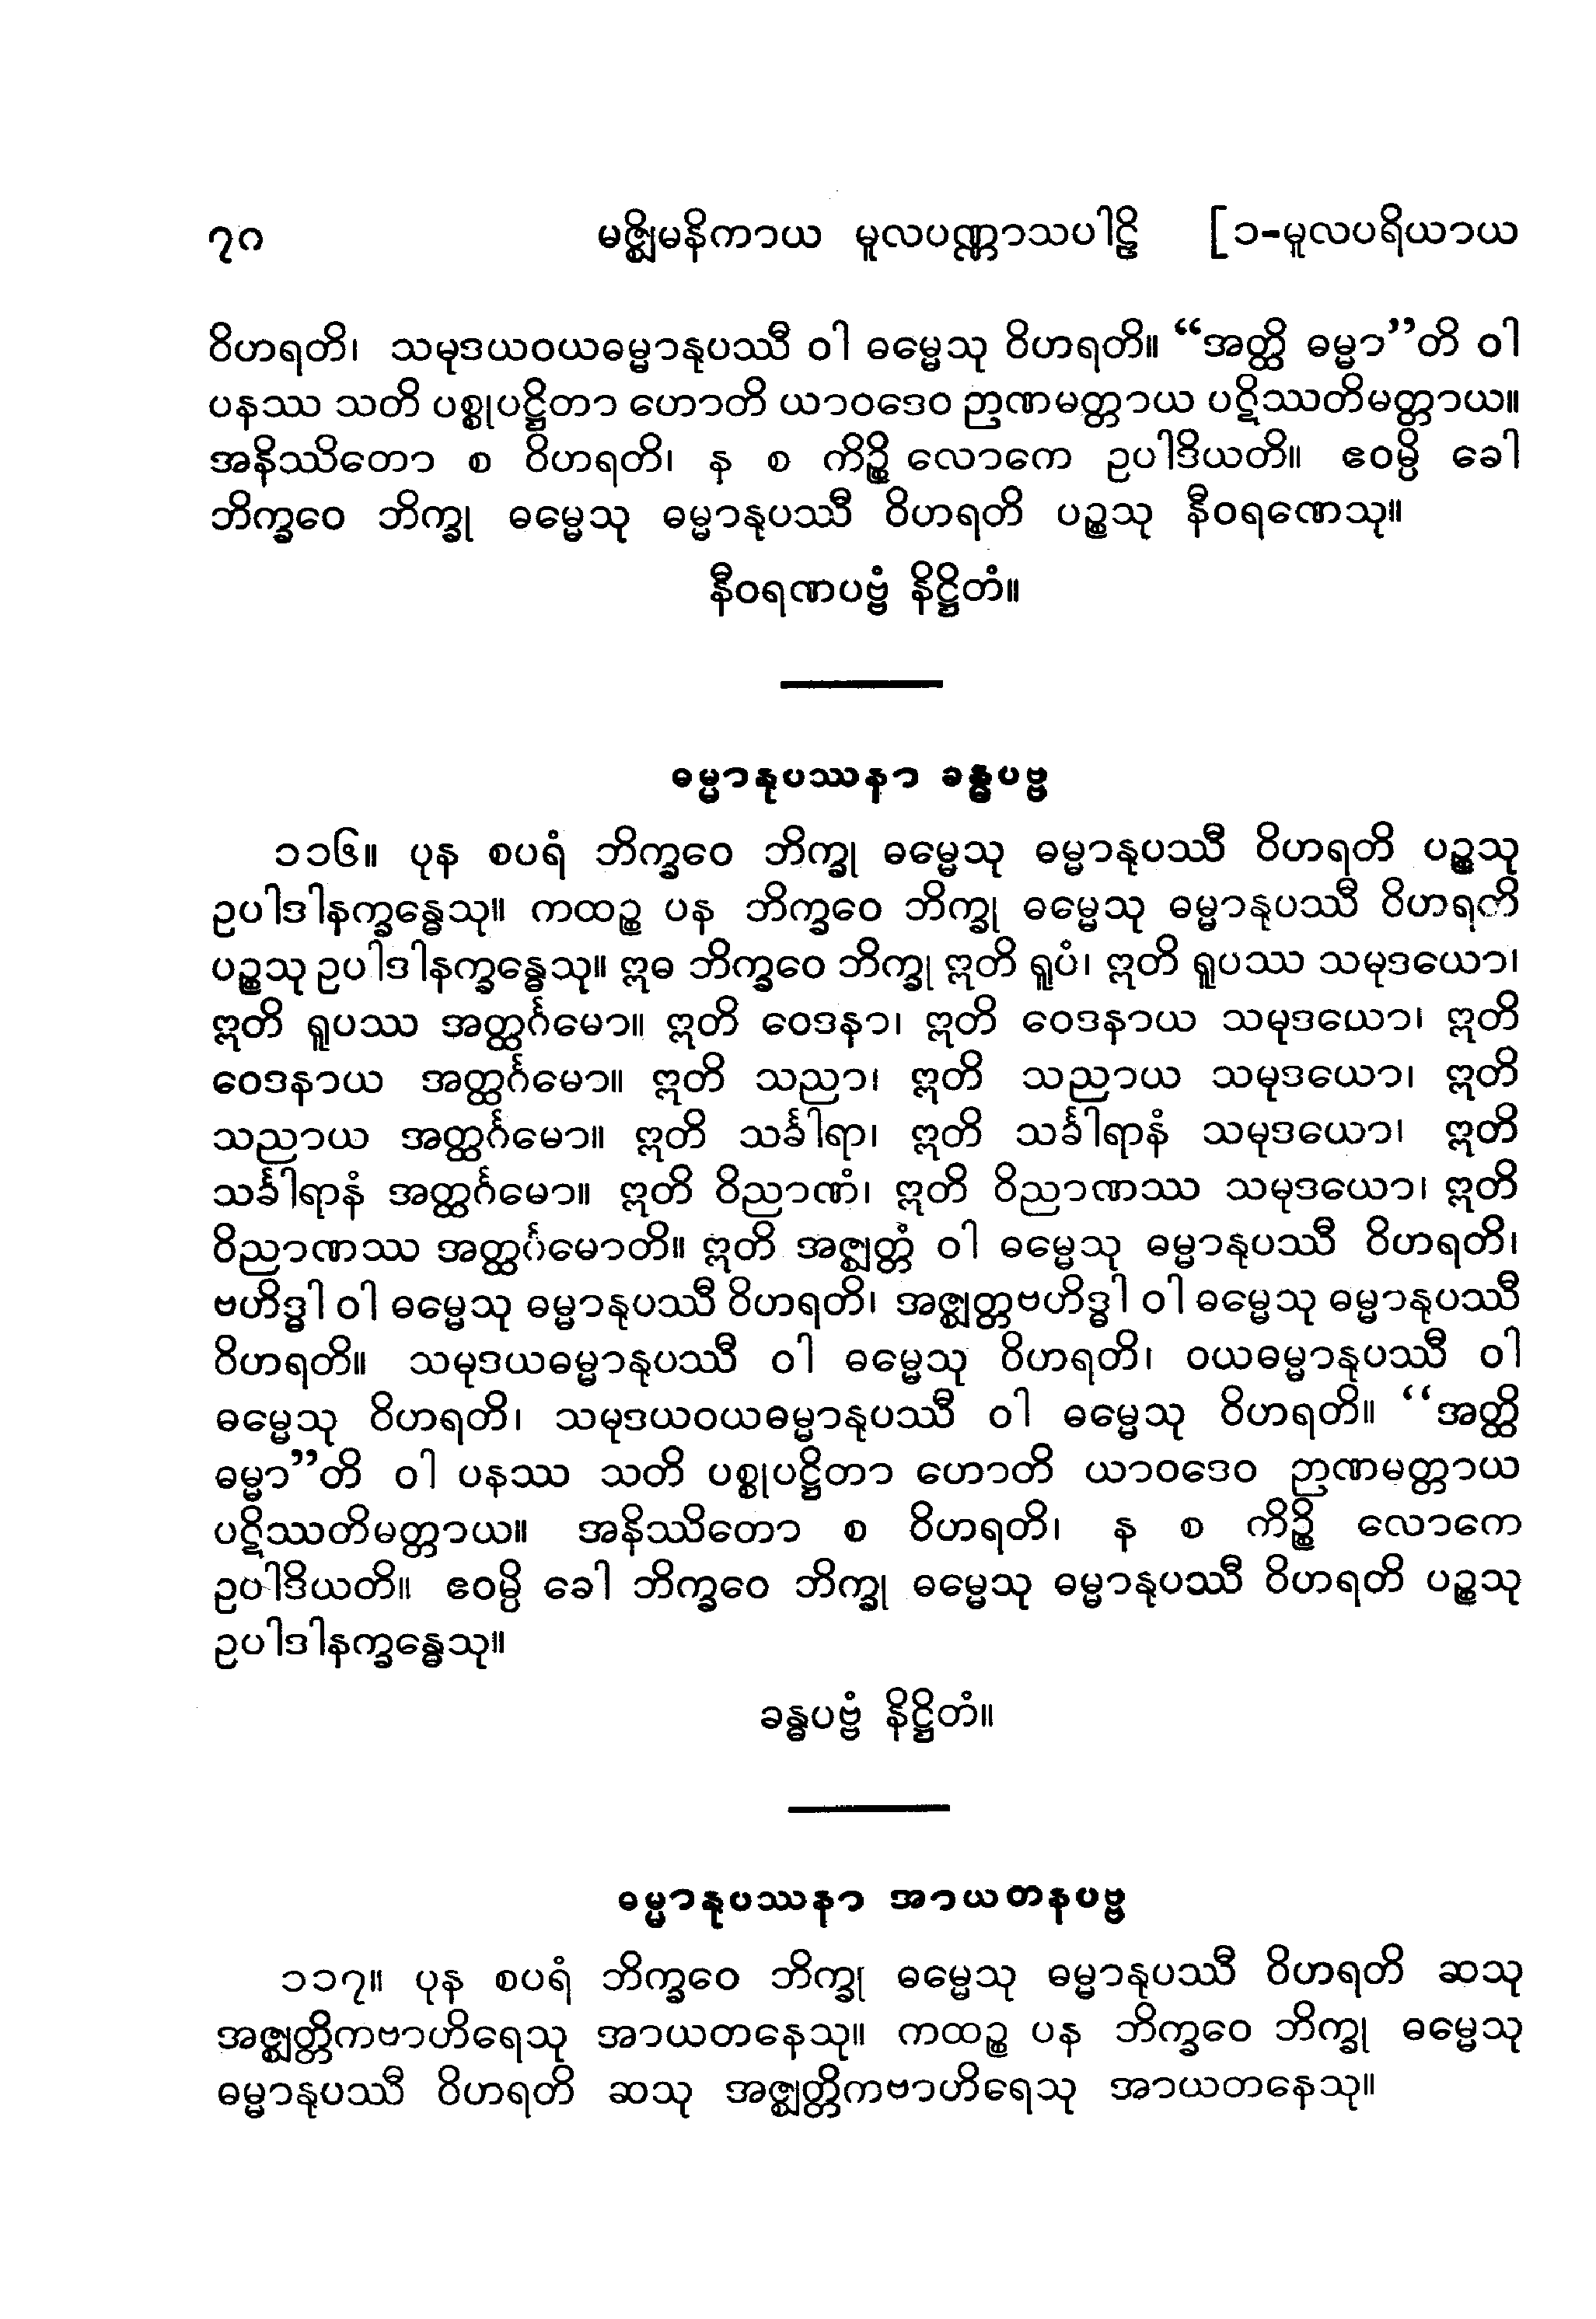 ၇၀ မဇ္ဈိမနိကာယ မူလပဏ္ဏာသပါဠိ [၁-မူလပရိယာယ
ဝိဟရတိ၊ သမုဒယဝယဓမ္မာနုပဿီ ဝါ ဓမ္မေသု ဝိဟရတိ။ “အတ္ထိ ဓမ္မာ”တိ ဝါ
ပနဿ သတိ ပစ္စုပဋ္ဌိတာ ဟောတိ ယာဝဒေဝ ဉာဏမတ္တာယ ပဋိဿတိမတ္တာယ။
အနိဿိတော စ ဝိဟရတိ၊ န စ ကိဉ္စိ လောကေ ဥပါဒိယတိ။ ဧဝမ္ပိ ခေါ
ဘိက္ခဝေ ဘိက္ခု ဓမ္မေသု ဓမ္မာနုပဿီ ဝိဟရတိ ပဉ္စသု နီဝရဏေသု။
နီဝရဏပဗ္ဗံ နိဋ္ဌိတံ။
ဓမ္မာနုပဿနာ ခန္ဓပဗ္ဗ
၁၁၆။ ပုန စပရံ ဘိက္ခဝေ ဘိက္ခု ဓမ္မေသု ဓမ္မာနုပဿီ ဝိဟရတိ ပဉ္စသု
ဥပါဒါနက္ခန္ဓေသု။ ကထဉ္စ ပန ဘိက္ခဝေ ဘိက္ခု ဓမ္မေသု ဓမ္မာနုပဿီ ဝိဟရတိ
ပဉ္စသု ဥပါဒါနက္ခန္ဓေသု။ ဣဓ ဘိက္ခဝေ ဘိက္ခု ဣတိ ရူပံ၊ ဣတိ ရူပဿ သမုဒယော၊
ဣတိ ရူပဿ အတ္ထင်္ဂမော။ ဣတိ ဝေဒနာ၊ ဣတိ ဝေဒနာယ သမုဒယော၊ ဣတိ
ဝေဒနာယ အတ္ထင်္ဂမော။ ဣတိ သညာ၊ ဣတိ သညာယ သမုဒယော၊ ဣတိ
သညာယ အတ္ထင်္ဂမော။ ဣတိ သင်္ခါရာ၊ ဣတိ သင်္ခါရာနံ သမုဒယော၊ ဣတိ
သင်္ခါရာနံ အတ္ထင်္ဂမော။ ဣတိ ဝိညာဏံ၊ ဣတိ ဝိညာဏဿ သမုဒယော၊ ဣတိ
ဝိညာဏဿ အတ္ထင်္ဂမောတိ။ ဣတိ အဇ္ဈတ္တံ ဝါ ဓမ္မေသု ဓမ္မာနုပဿီ ဝိဟရတိ၊
ဗဟိဒ္ဓါ ဝါ ဓမ္မေသု ဓမ္မာနုပဿီ ဝိဟရတိ၊ အဇ္ဈတ္တဗဟိဒ္ဓါ ဝါ ဓမ္မေသု ဓမ္မာနုပဿီ
ဝိဟရတိ။ သမုဒယဓမ္မာနုပဿီ ဝါ ဓမ္မေသု ဝိဟရတိ၊ ဝယဓမ္မာနုပဿီ ဝါ
ဓမ္မေသု ဝိဟရတိ၊ သမုဒယဝယဓမ္မာနုပဿီ ဝါ ဓမ္မေသု ဝိဟရတိ။ “အတ္ထိ
ဓမ္မာ”တိ ဝါ ပနဿ သတိ ပစ္စုပဋ္ဌိတာ ဟောတိ ယာဝဒေဝ ဉာဏမတ္တာယ
ပဋိဿတိမတ္တာယ။ အနိဿိတော စ ဝိဟရတိ၊ န စ ကိဉ္စိ လောကေ
ဥပါဒိယတိ။ ဧဝမ္ပိ ခေါ ဘိက္ခဝေ ဘိက္ခု ဓမ္မေသု ဓမ္မာနုပဿီ ဝိဟရတိ ပဉ္စသု
ဥပါဒါနက္ခန္ဓေသု။
ခန္ဓပဗ္ဗံ နိဋ္ဌိတံ။
ဓမ္မာနုပဿနာ အာယတနပဗ္ဗ
၁၁၇။ ပုန စပရံ ဘိက္ခဝေ ဘိက္ခု ဓမ္မေသု ဓမ္မာနုပဿီ ဝိဟရတိ ဆသု
အဇ္ဈတ္တိကဗာဟိရေသု အာယတနေသု။ ကထဉ္စ ပန ဘိက္ခဝေ ဘိက္ခု ဓမ္မေသု
ဓမ္မာနုပဿီ ဝိဟရတိ ဆသု အဇ္ဈတ္တိကဗာဟိရေသု အာယတနေသု။